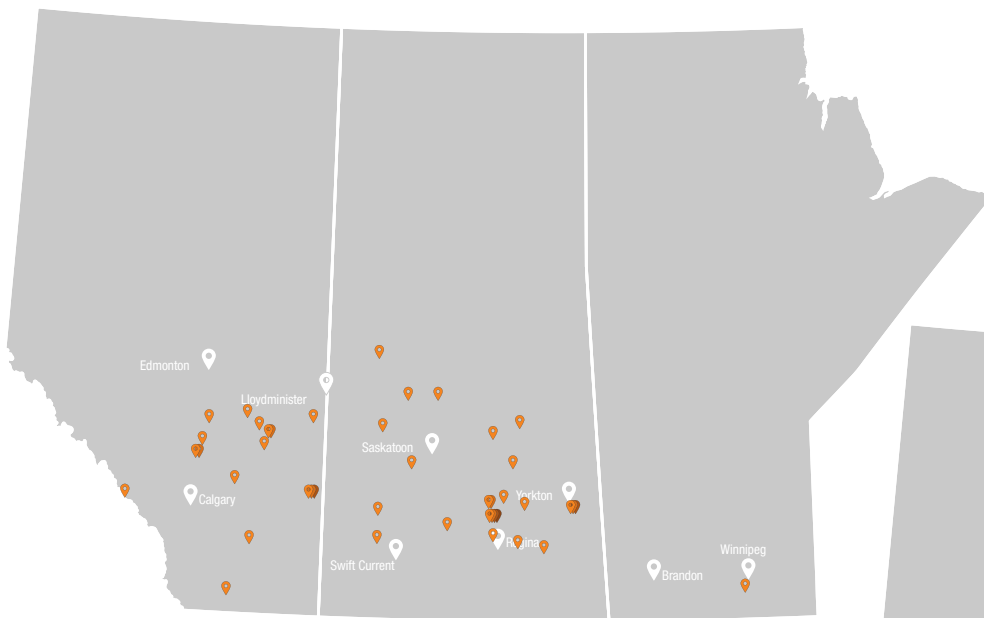 Edmonton
Lloydminister
Saskatoon
Calgary
Yorkton
Regina
Swift Current
Winnipeg
Brandon